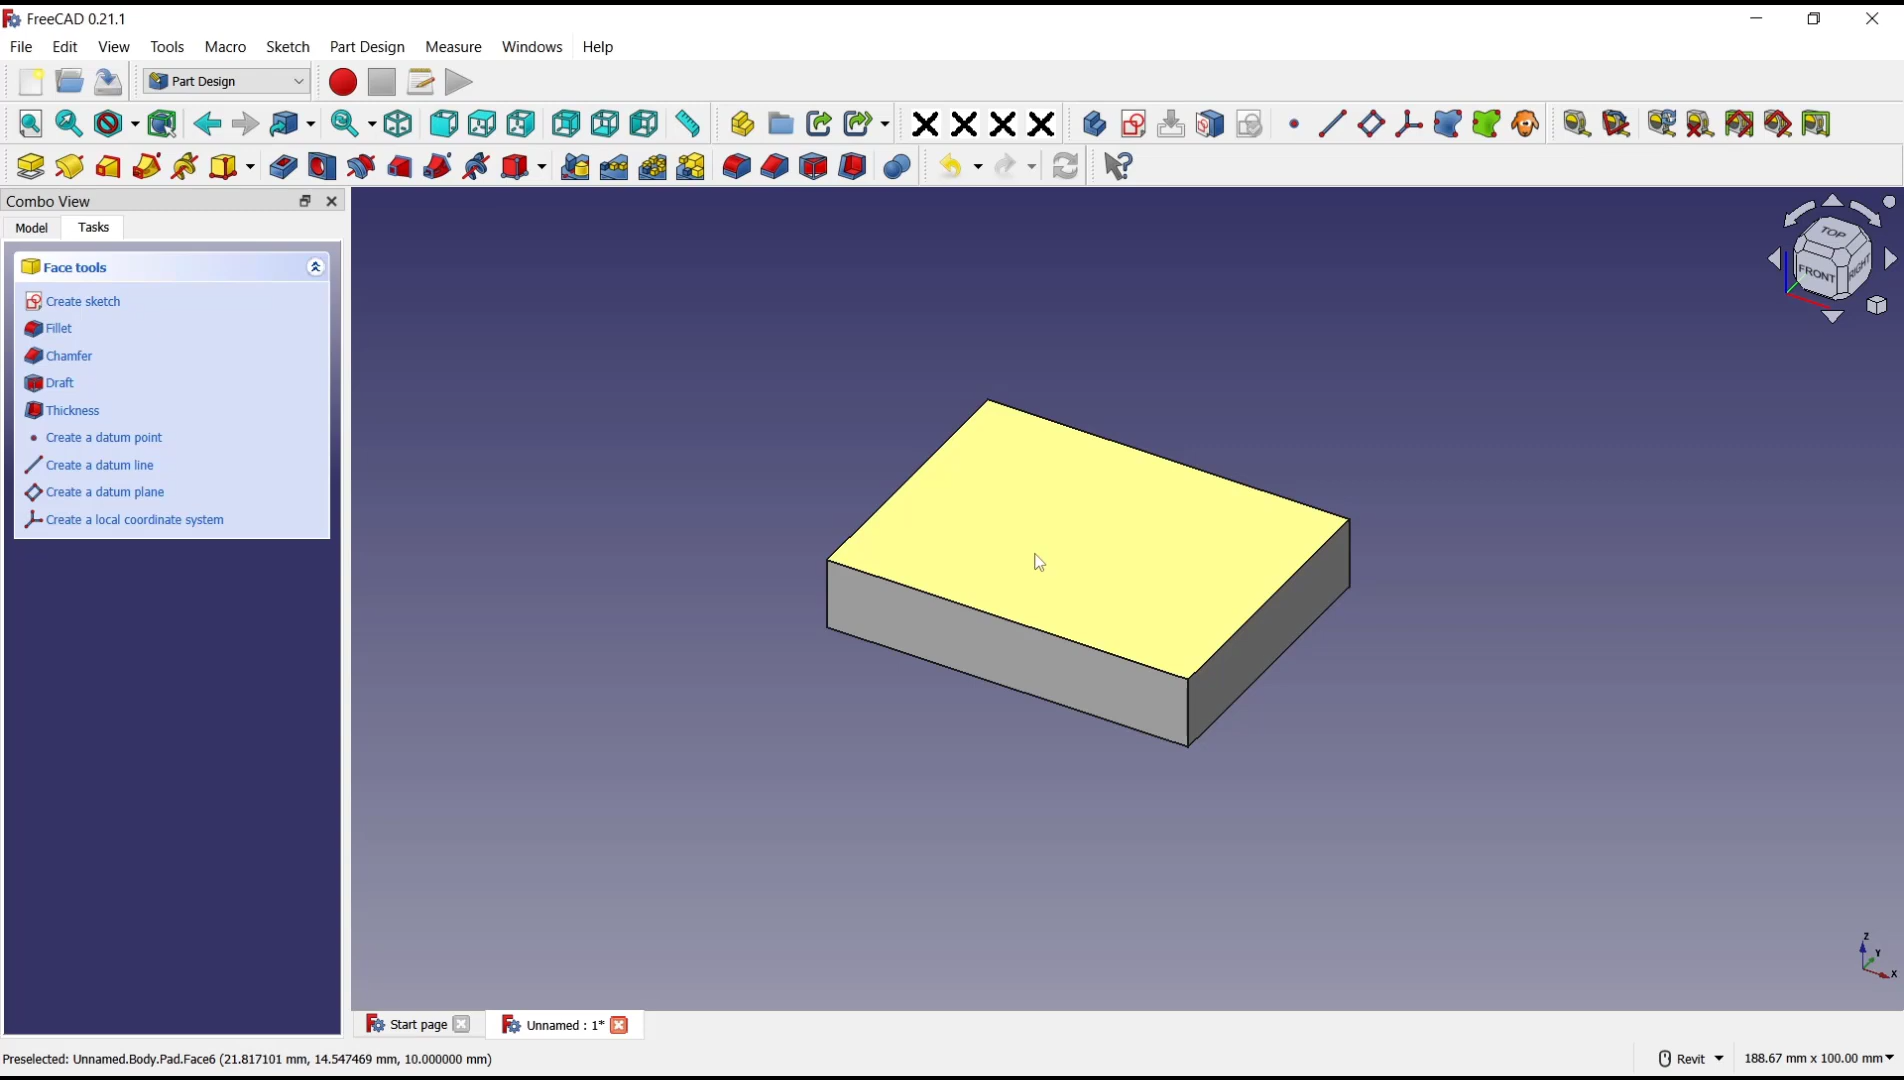 FreeCAD 0.21.1
File Edit View Tools Macro Sketch Part Design Measure Windows Help
Part Design
Combo View
Model Tasks
Face tools
Create sketch
Fillet
Chamfer
Draft
Thickness
Create a datum point
Create a datum line
Create a datum plane
Create a local coordinate system
TOP
FRONT RIGHT
Z
Y
X
Start page Unnamed : 1*
Preselected: Unnamed.Body.Pad.Face6 (21.817101 mm, 14.547469 mm, 10.000000 mm) Revit 188.67 mm x 100.00 mm